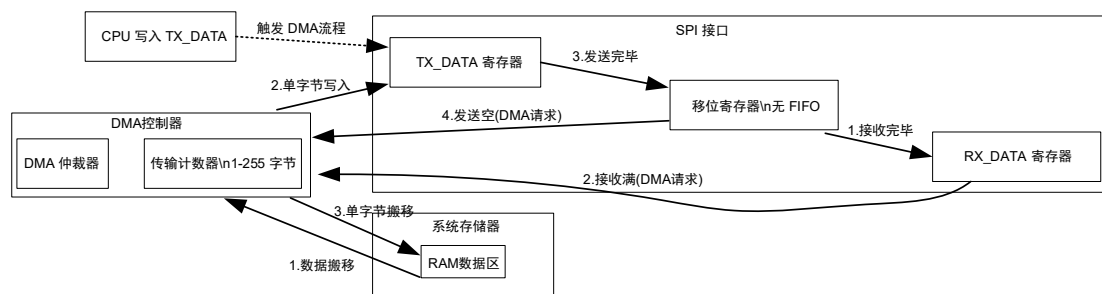 SPI 接口
CPU 写入 TX_DATA
触发 DMA流程
TX_DATA 寄存器
3.发送完毕
2.单字节写入
移位寄存器\n无 FIFO
4.发送空(DMA请求)
DMA控制器
1.接收完毕
DMA 仲裁器
传输计数器\n1-255 字节
RX_DATA 寄存器
2.接收满(DMA请求)
3.单字节搬移
系统存储器
1.数据搬移
RAM数据区